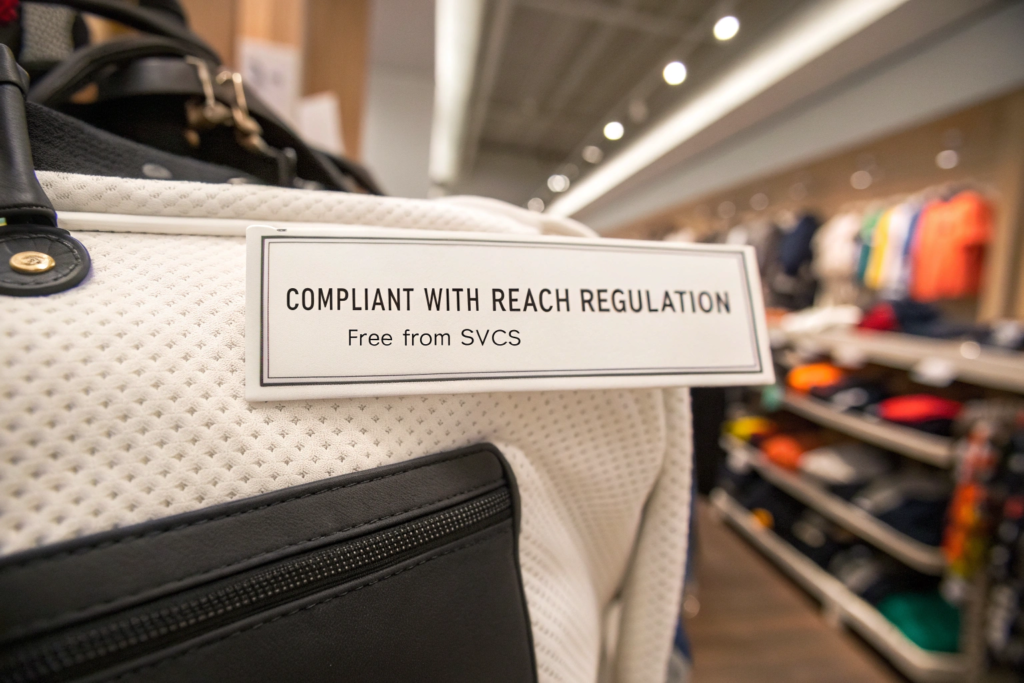 COMPLIANT WITH REACH REGULATION
Free from SVCS